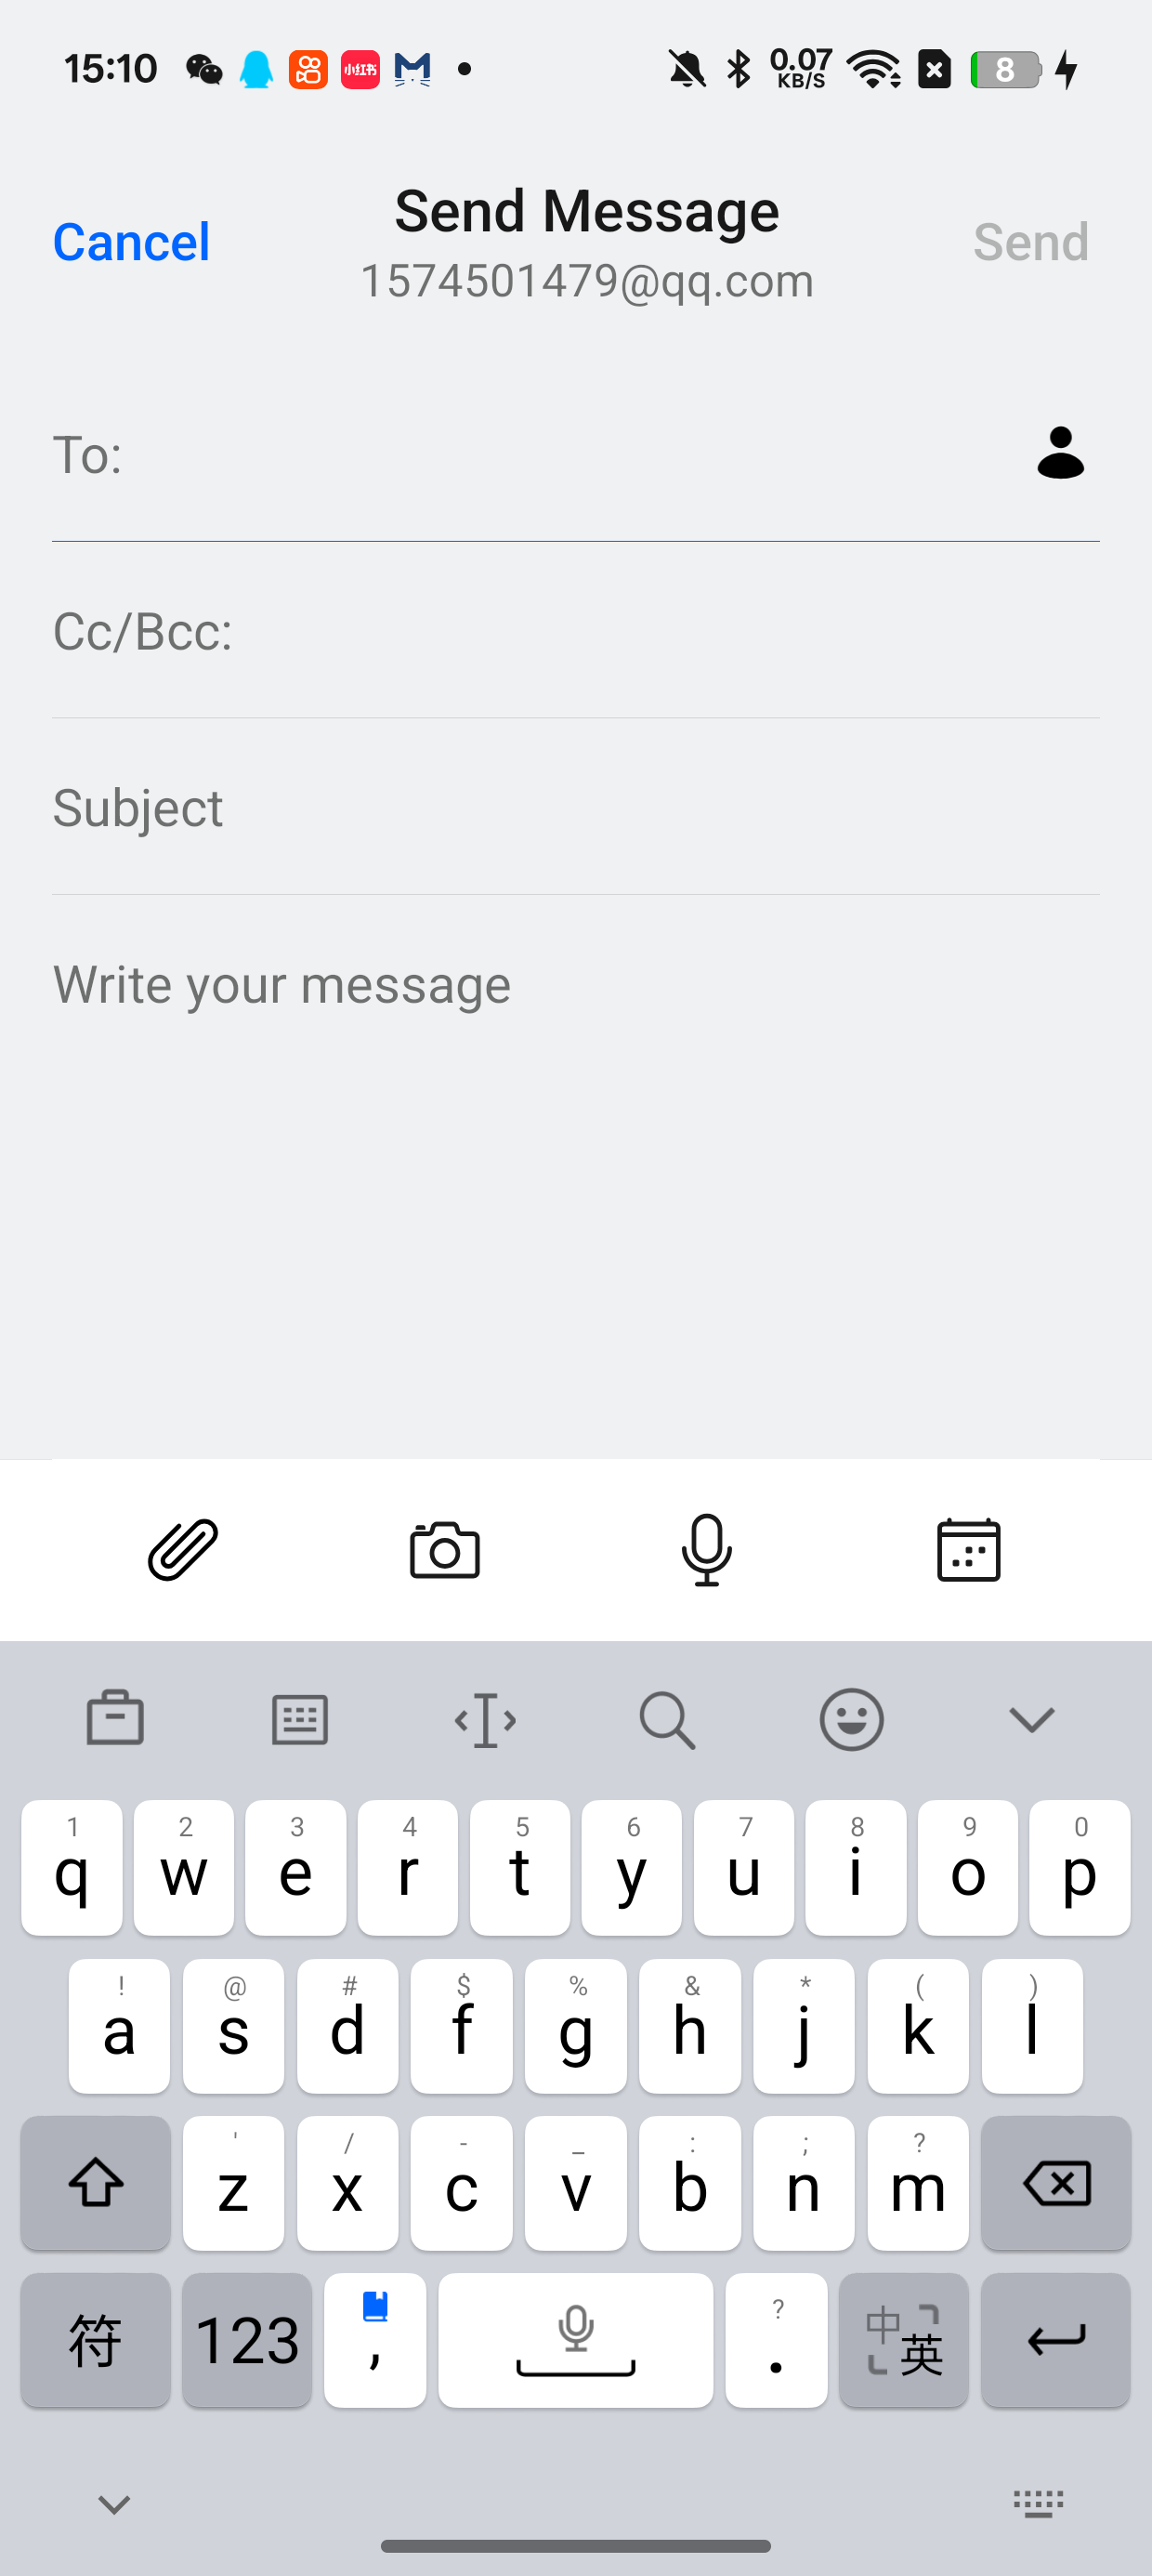 15:10 小红书 0.07 KB/S 8
Cancel Send Message Send
1574501479@qq.com
To:
Cc/Bcc:
Subject
Write your message
1 2 3 4 5 6 7 8 9 0
q w e r t y u i o p
! @ # $ % & * ( )
a s d f g h j k l
' / - _ : ; ?
z x c v b n m
符 123 , ? . 中 英